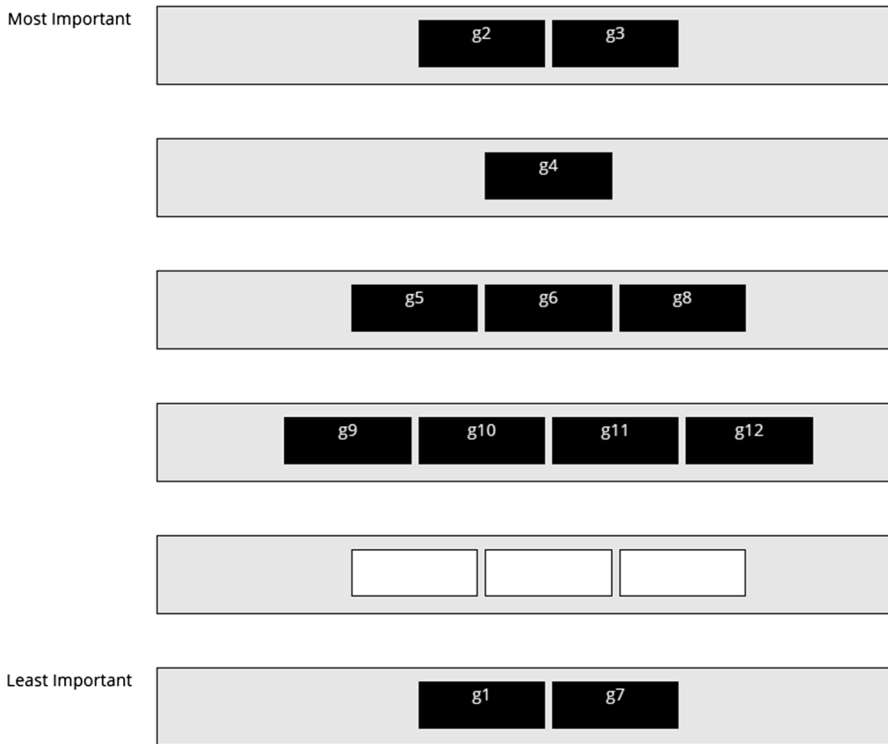 Most Important
g2 g3
g4
g5 g6 g8
g9 g10 g11 g12
Least Important
g1 g7